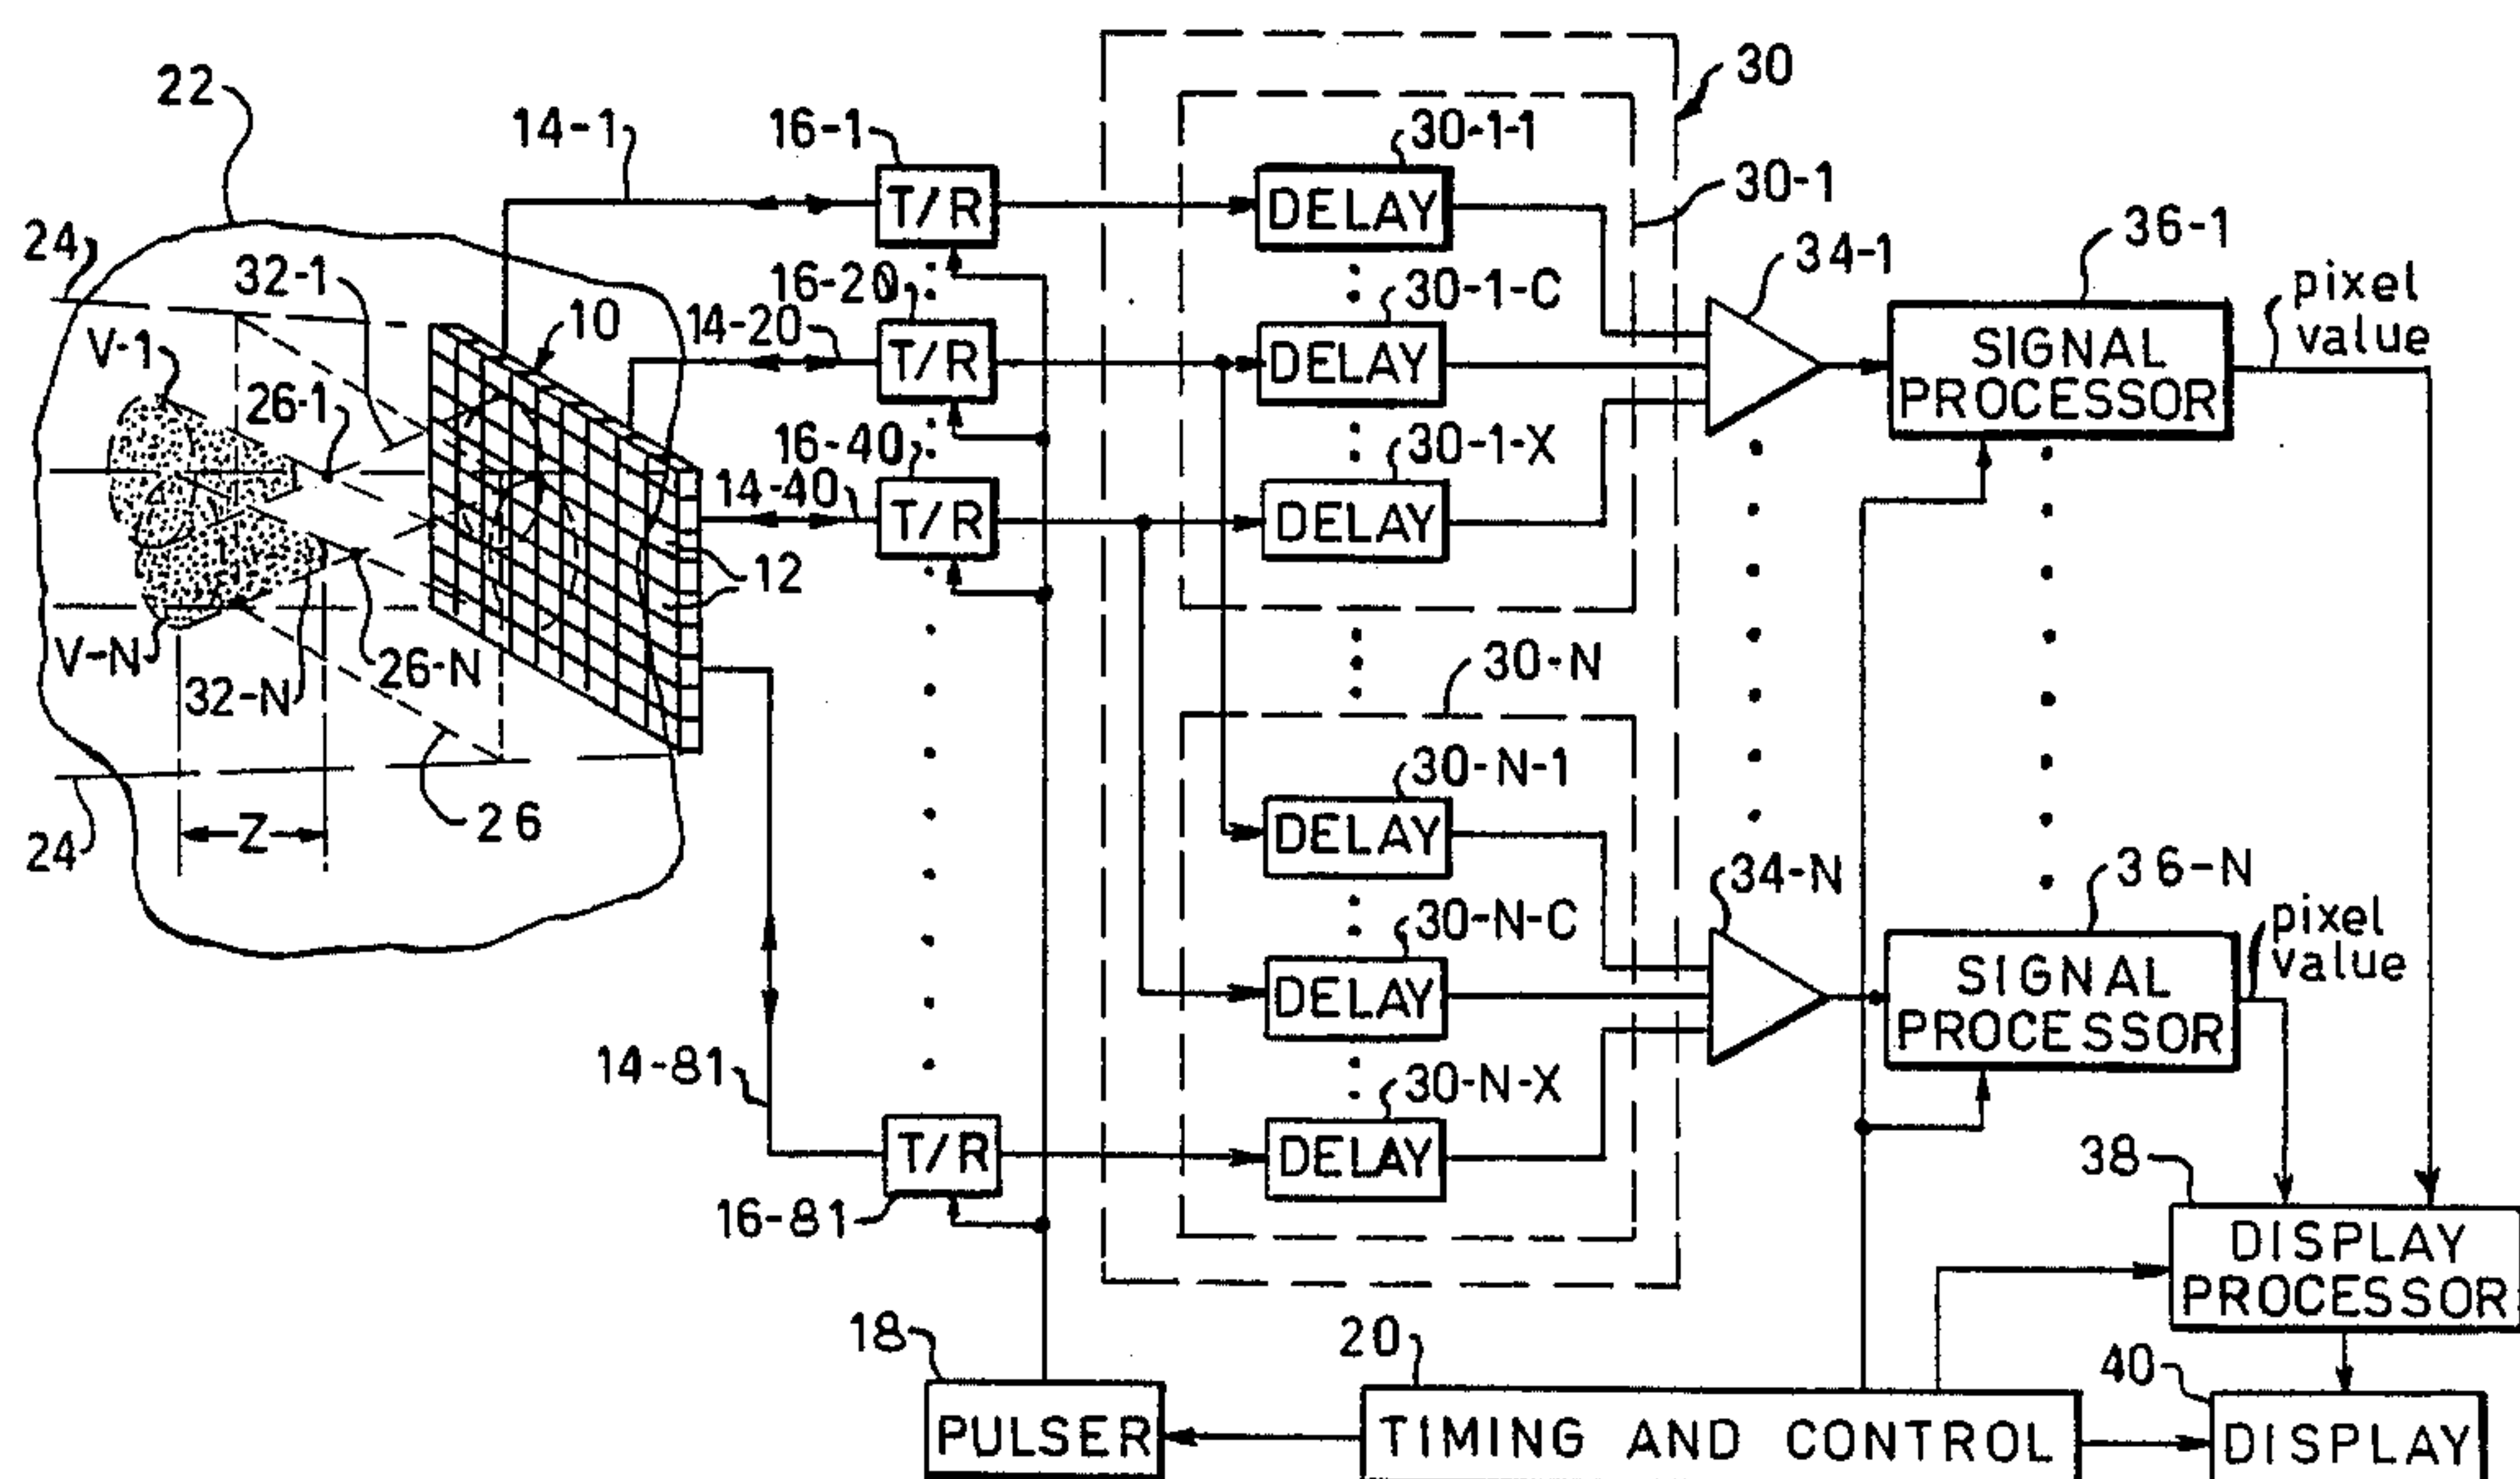 22
24
V-1
32-1
26-1
10
14-1
16-1
T/R
16-20
14-20
T/R
16-40
14-40
T/R
12
V-N
32-N
26-N
26
24
Z
14-81
T/R
16-81
30
30-1
30-1-1
DELAY
30-1-C
DELAY
30-1-X
DELAY
30-N
30-N-1
DELAY
30-N-C
DELAY
30-N-X
DELAY
34-1
36-1
SIGNAL
PROCESSOR
pixel
value
34-N
36-N
SIGNAL
PROCESSOR
pixel
value
38
DISPLAY
PROCESSOR
18
PULSER
20
TIMING AND CONTROL
40
DISPLAY